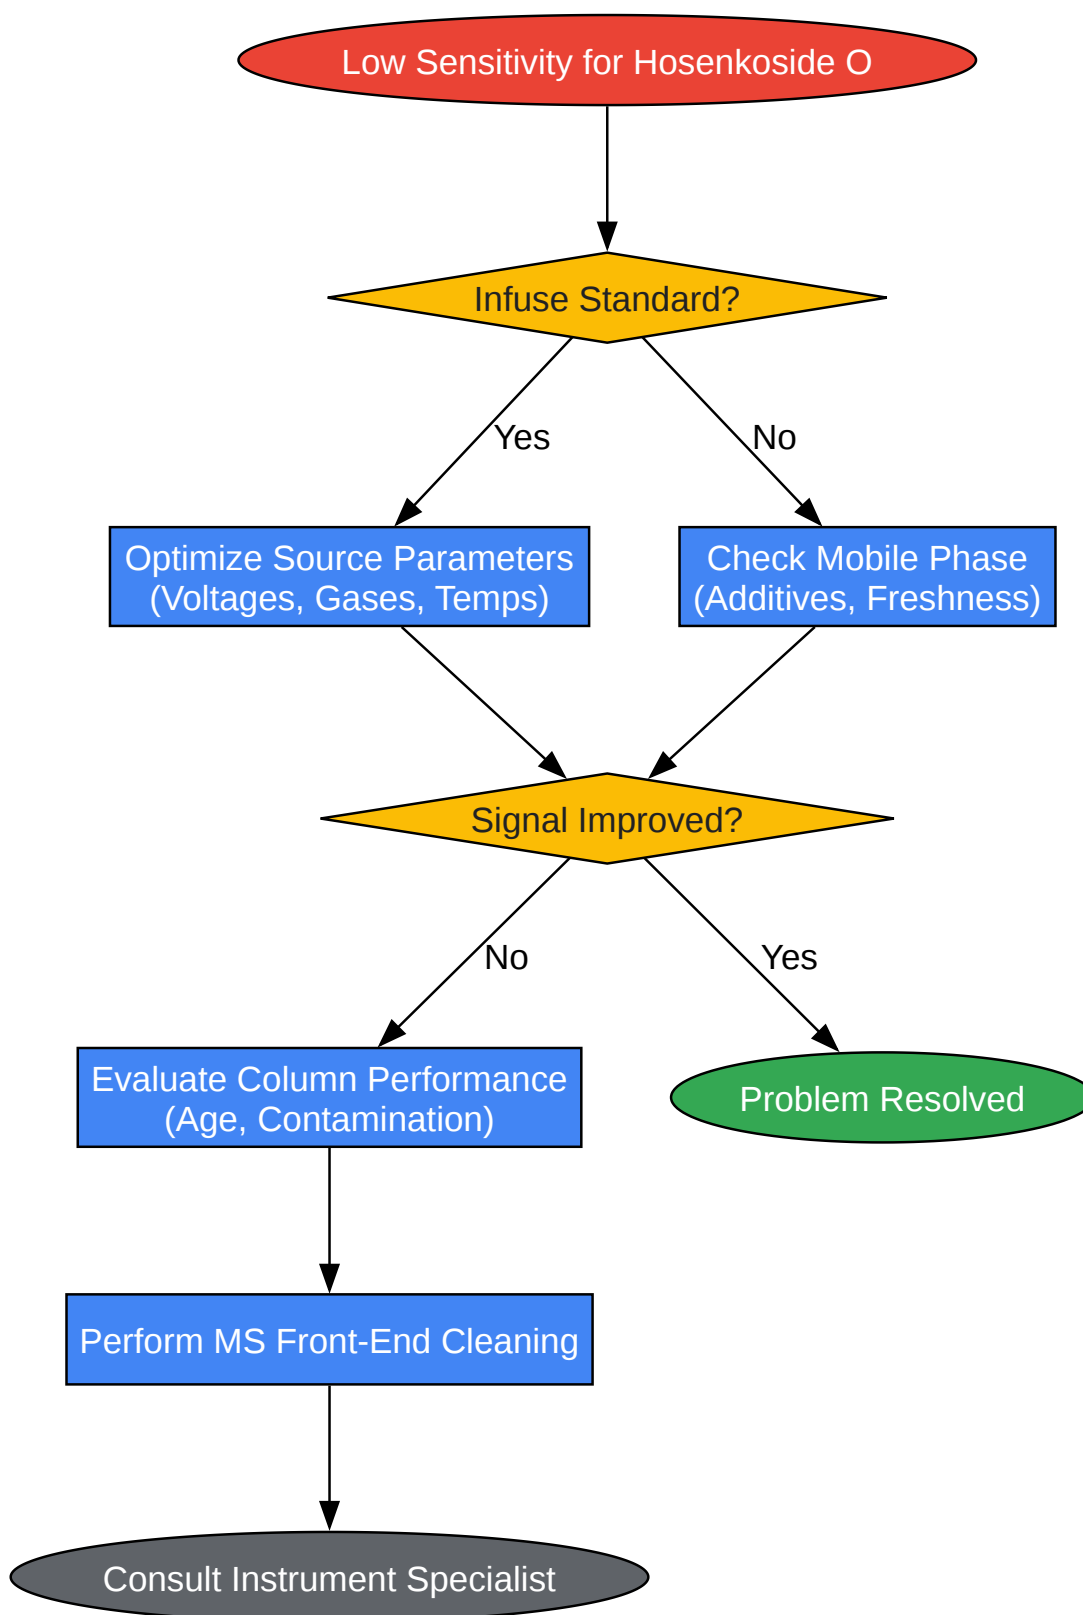 Low Sensitivity for Hosenkoside O
Infuse Standard?
Yes
No
Optimize Source Parameters
(Voltages, Gases, Temps)
Check Mobile Phase
(Additives, Freshness)
Signal Improved?
No
Yes
Evaluate Column Performance
(Age, Contamination)
Problem Resolved
Perform MS Front-End Cleaning
Consult Instrument Specialist